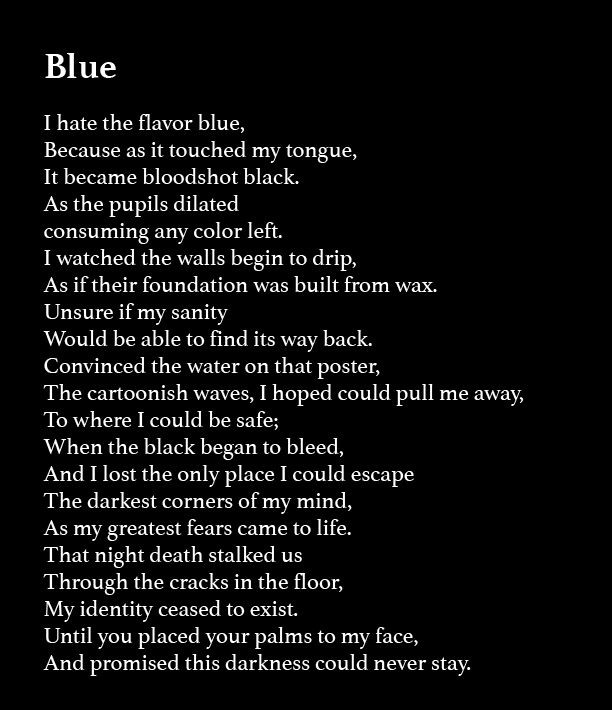 Blue
I hate the flavor blue,
Because as it touched my tongue,
It became bloodshot black.
As the pupils dilated
consuming any color left.
I watched the walls begin to drip,
As if their foundation was built from wax.
Unsure if my sanity
Would be able to find its way back.
Convinced the water on that poster,
The cartoonish waves, I hoped could pull me away,
To where I could be safe;
When the black began to bleed,
And I lost the only place I could escape
The darkest corners of my mind,
As my greatest fears came to life.
That night death stalked us
Through the cracks in the floor,
My identity ceased to exist.
Until you placed your palms to my face,
And promised this darkness could never stay.